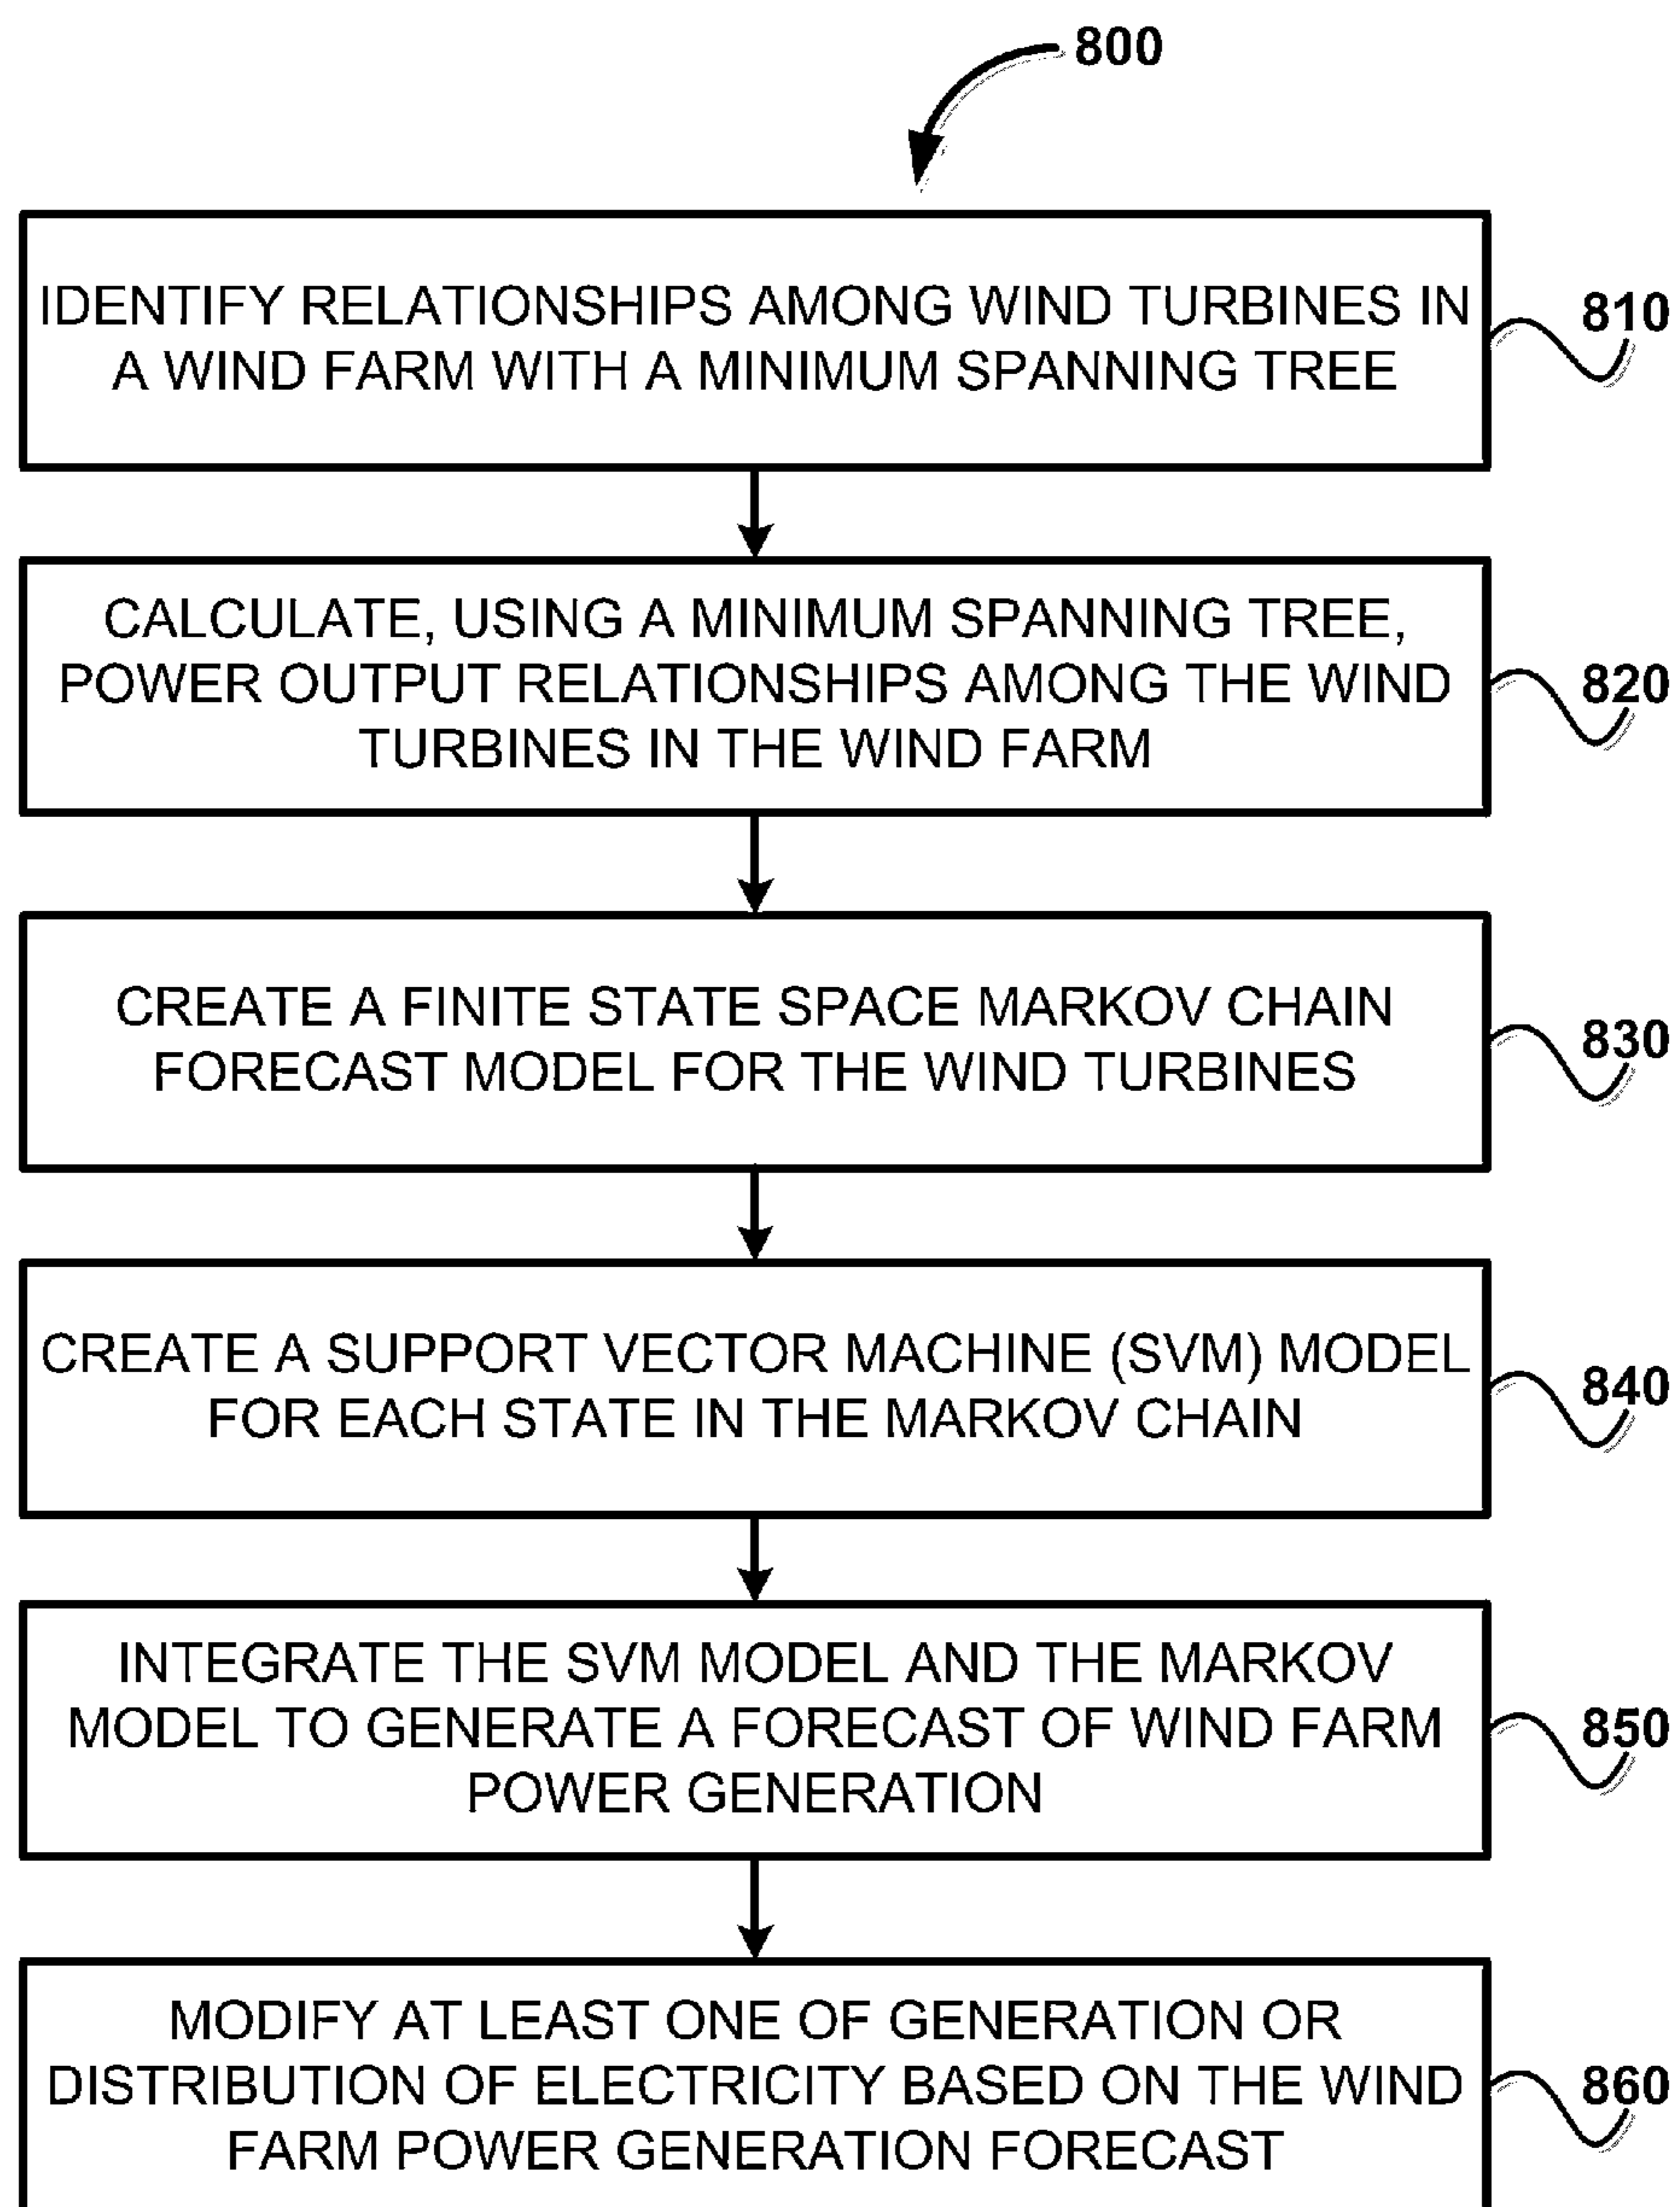 800
IDENTIFY RELATIONSHIPS AMONG WIND TURBINES IN
A WIND FARM WITH A MINIMUM SPANNING TREE
810
CALCULATE, USING A MINIMUM SPANNING TREE,
POWER OUTPUT RELATIONSHIPS AMONG THE WIND
TURBINES IN THE WIND FARM
820
CREATE A FINITE STATE SPACE MARKOV CHAIN
FORECAST MODEL FOR THE WIND TURBINES
830
CREATE A SUPPORT VECTOR MACHINE (SVM) MODEL
FOR EACH STATE IN THE MARKOV CHAIN
840
INTEGRATE THE SVM MODEL AND THE MARKOV
MODEL TO GENERATE A FORECAST OF WIND FARM
POWER GENERATION
850
MODIFY AT LEAST ONE OF GENERATION OR
DISTRIBUTION OF ELECTRICITY BASED ON THE WIND
FARM POWER GENERATION FORECAST
860